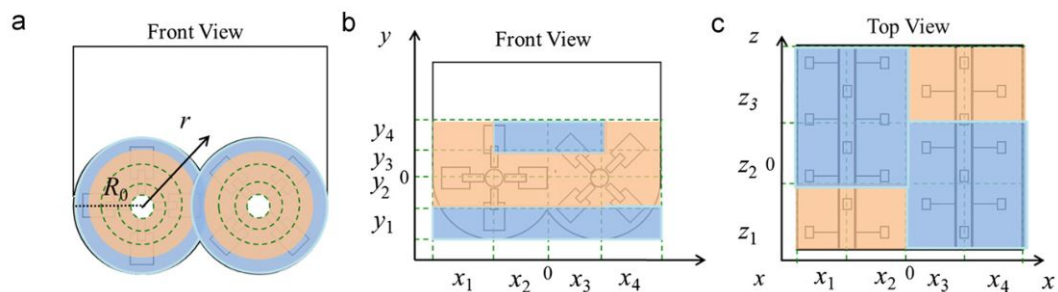 a
Front View
r
R0
b
y
Front View
y4
y3
0
y2
y1
x1 x2 0 x3 x4
c
Top View
z
z3
z2 0
z1
x x1 x2 0 x3 x4 x